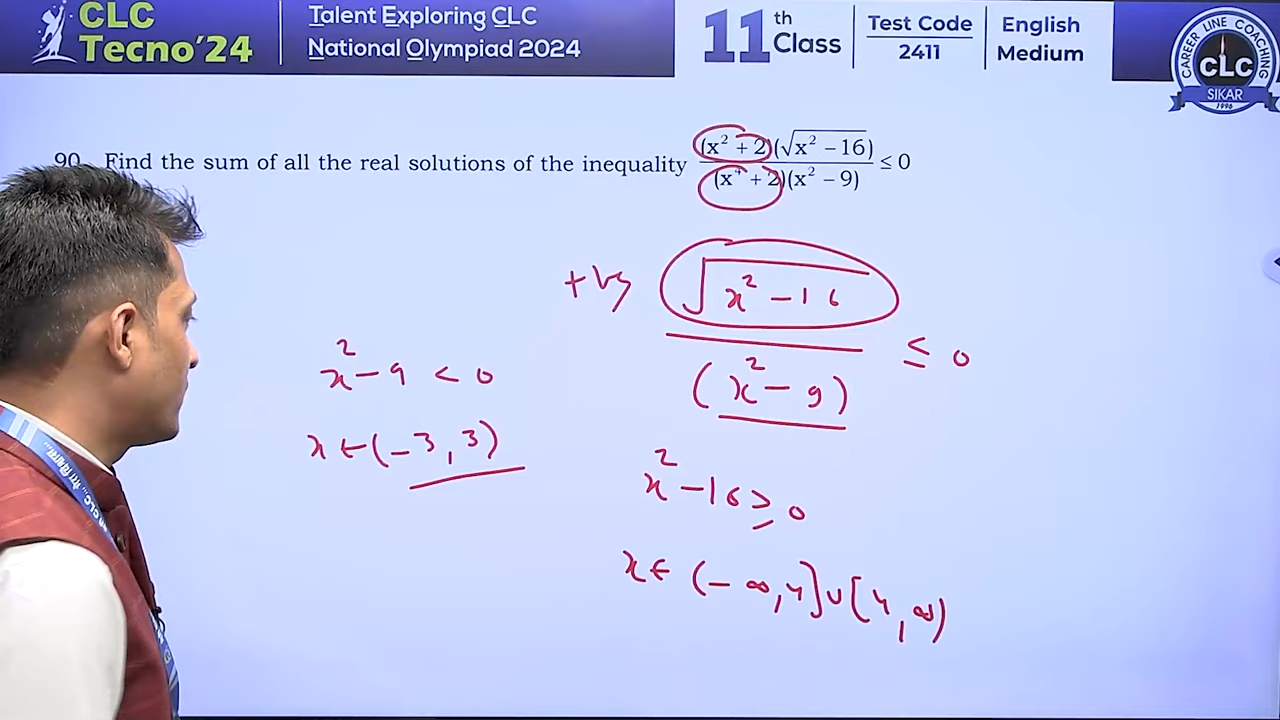 CLC
Tecno'24
Talent Exploring CLC
National Olympiad 2024
11th Class
Test Code
2411
English
Medium
CAREER LINE COACHING
CLC
SIKAR
1996
90. Find the sum of all the real solutions of the inequality (x² + 2)(√x² − 16) / (x⁴ + 2)(x² − 9) ≤ 0
+ve √x² − 16 / (x² − 9) ≤ 0
x² − 9 < 0
x ∈ (−3, 3)
x² − 16 ≥ 0
x ∈ (−∞, 4] ∪ [4, ∞)